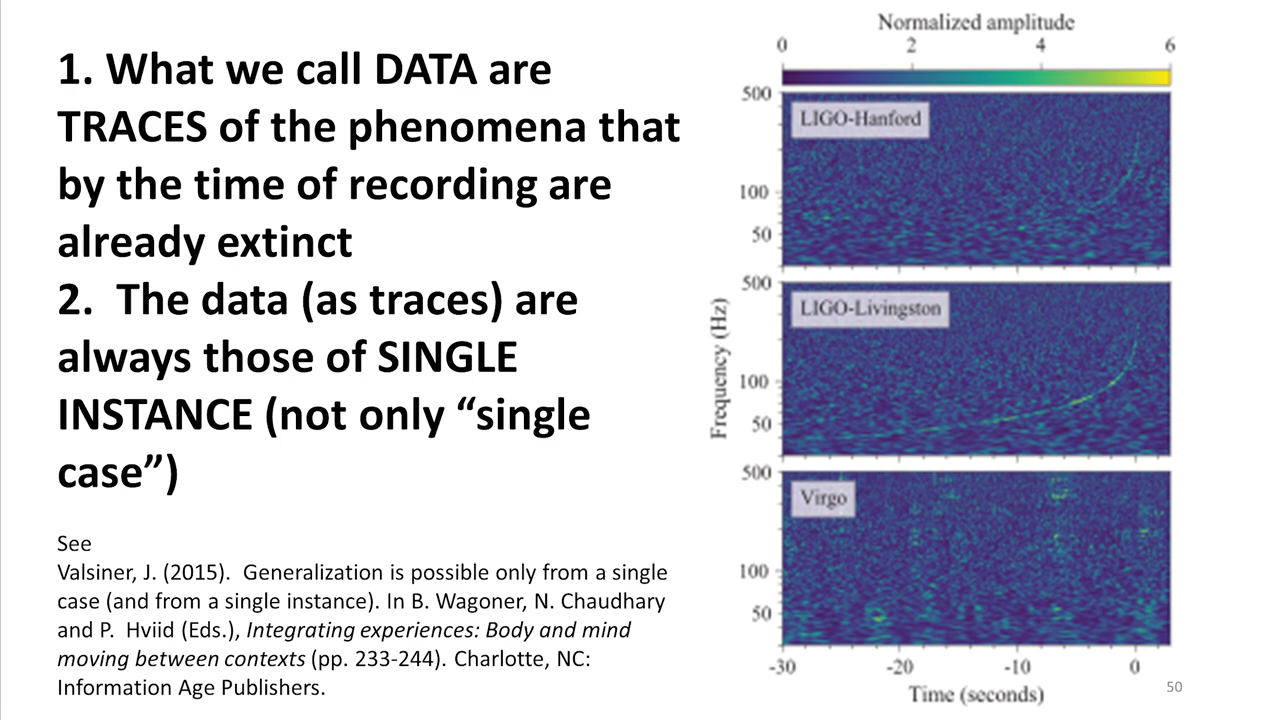 1. What we call DATA are
TRACES of the phenomena that
by the time of recording are
already extinct
2.  The data (as traces) are
always those of SINGLE
INSTANCE (not only “single
case”)
See
Valsiner, J. (2015).  Generalization is possible only from a single
case (and from a single instance). In B. Wagoner, N. Chaudhary
and P.  Hviid (Eds.), Integrating experiences: Body and mind
moving between contexts (pp. 233-244). Charlotte, NC:
Information Age Publishers.
Normalized amplitude
0 2 4 6
500
LIGO-Hanford
100
50
500
LIGO-Livingston
Frequency (Hz)
100
50
500
Virgo
100
50
-30 -20 -10 0
Time (seconds)
50